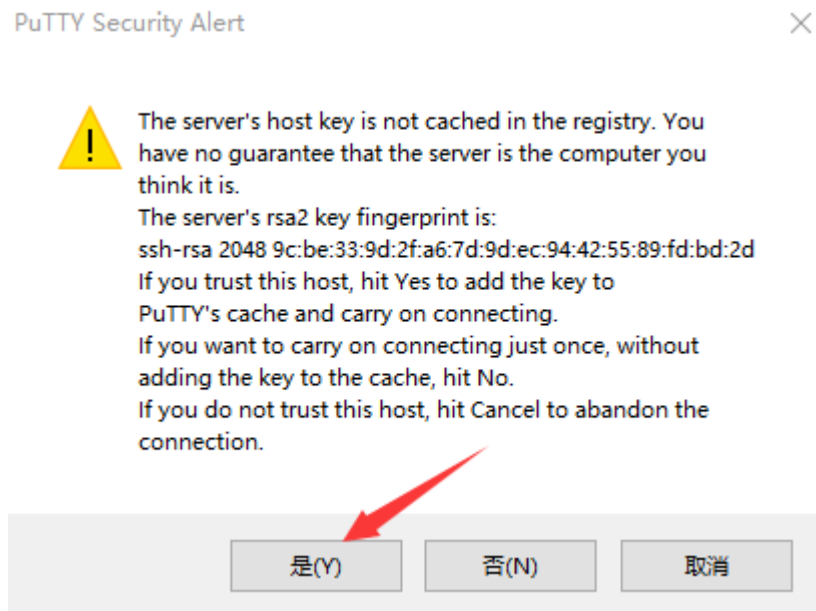 PuTTY Security Alert
The server's host key is not cached in the registry. You
have no guarantee that the server is the computer you
think it is.
The server's rsa2 key fingerprint is:
ssh-rsa 2048 9c:be:33:9d:2f:a6:7d:9d:ec:94:42:55:89:fd:bd:2d
If you trust this host, hit Yes to add the key to
PuTTY's cache and carry on connecting.
If you want to carry on connecting just once, without
adding the key to the cache, hit No.
If you do not trust this host, hit Cancel to abandon the
connection.
是(Y) 否(N) 取消